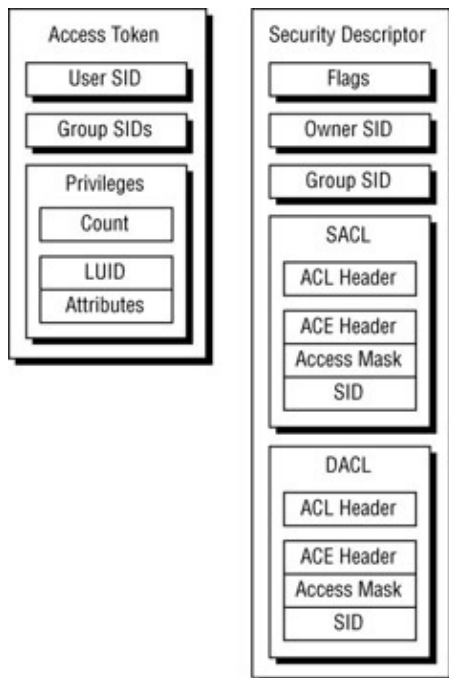 Access Token
User SID
Group SIDs
Privileges
Count
LUID
Attributes
Security Descriptor
Flags
Owner SID
Group SID
SACL
ACL Header
ACE Header
Access Mask
SID
DACL
ACL Header
ACE Header
Access Mask
SID